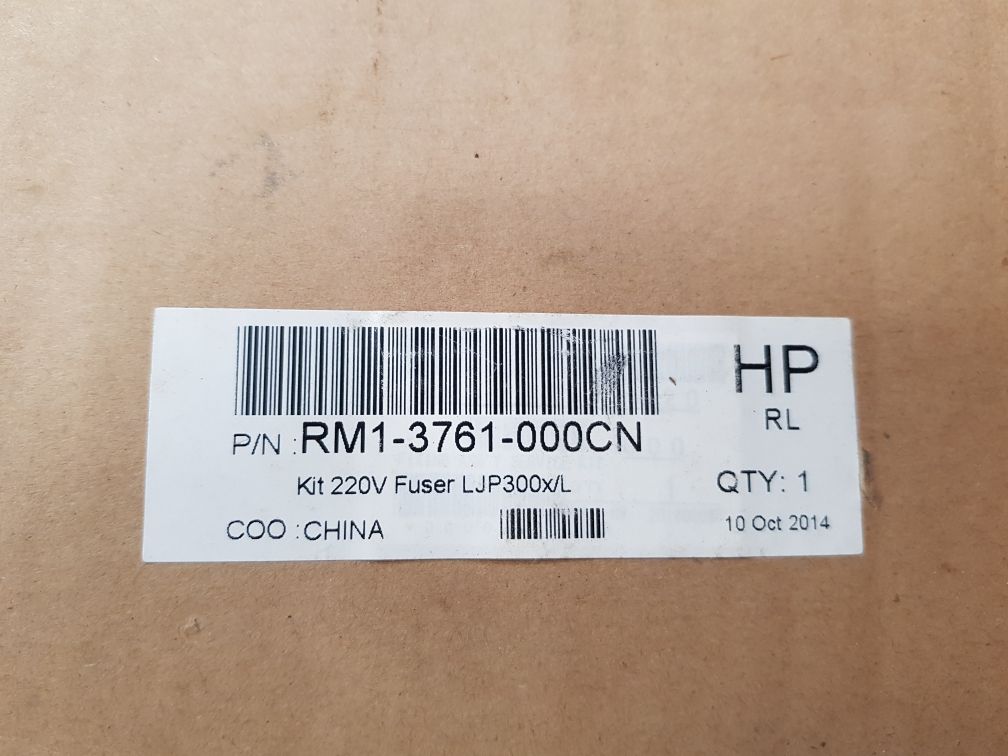 HP
RL
P/N :RM1-3761-000CN
Kit 220V Fuser LJP300x/L
QTY: 1
COO :CHINA
10 Oct 2014